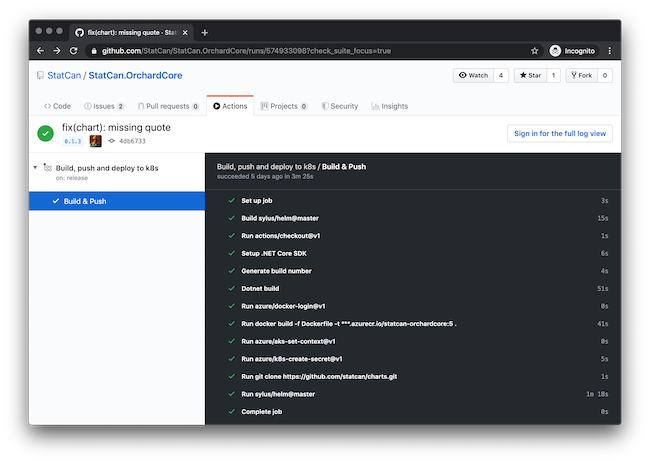 fix(chart): missing quote · Stat
github.com/StatCan/StatCan.OrchardCore/runs/574933098?check_suite_focus=true
Incognito
StatCan / StatCan.OrchardCore
Watch 4
Star 1
Fork 0
Code
Issues 2
Pull requests 0
Actions
Projects 0
Security
Insights
fix(chart): missing quote
0.1.3 4db6733
Sign in for the full log view
Build, push and deploy to k8s
on: release
Build & Push
Build, push and deploy to k8s / Build & Push
succeeded 5 days ago in 3m 25s
Set up job 3s
Build sylus/helm@master 15s
Run actions/checkout@v1 1s
Setup .NET Core SDK 6s
Generate build number 4s
Dotnet build 51s
Run azure/docker-login@v1 0s
Run docker build -f Dockerfile -t ***.azurecr.io/statcan-orchardcore:5 . 41s
Run azure/aks-set-context@v1 0s
Run azure/k8s-create-secret@v1 5s
Run git clone https://github.com/statcan/charts.git 1s
Run sylus/helm@master 1m 18s
Complete job 0s